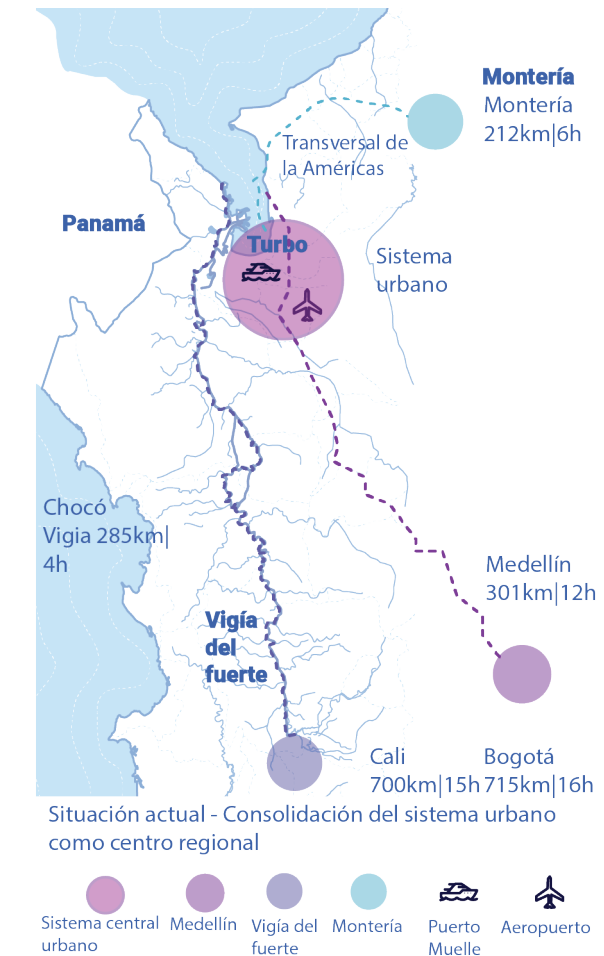 Montería
Montería
212km|6h
Transversal de
la Américas
Panamá
Turbo
Sistema
urbano
Chocó
Vigia 285km|
4h
Medellín
301km|12h
Vigía
del
fuerte
Cali
700km|15h
Bogotá
715km|16h
Situación actual - Consolidación del sistema urbano
como centro regional
Sistema central
urbano
Medellín
Vigía del
fuerte
Montería
Puerto
Muelle
Aeropuerto